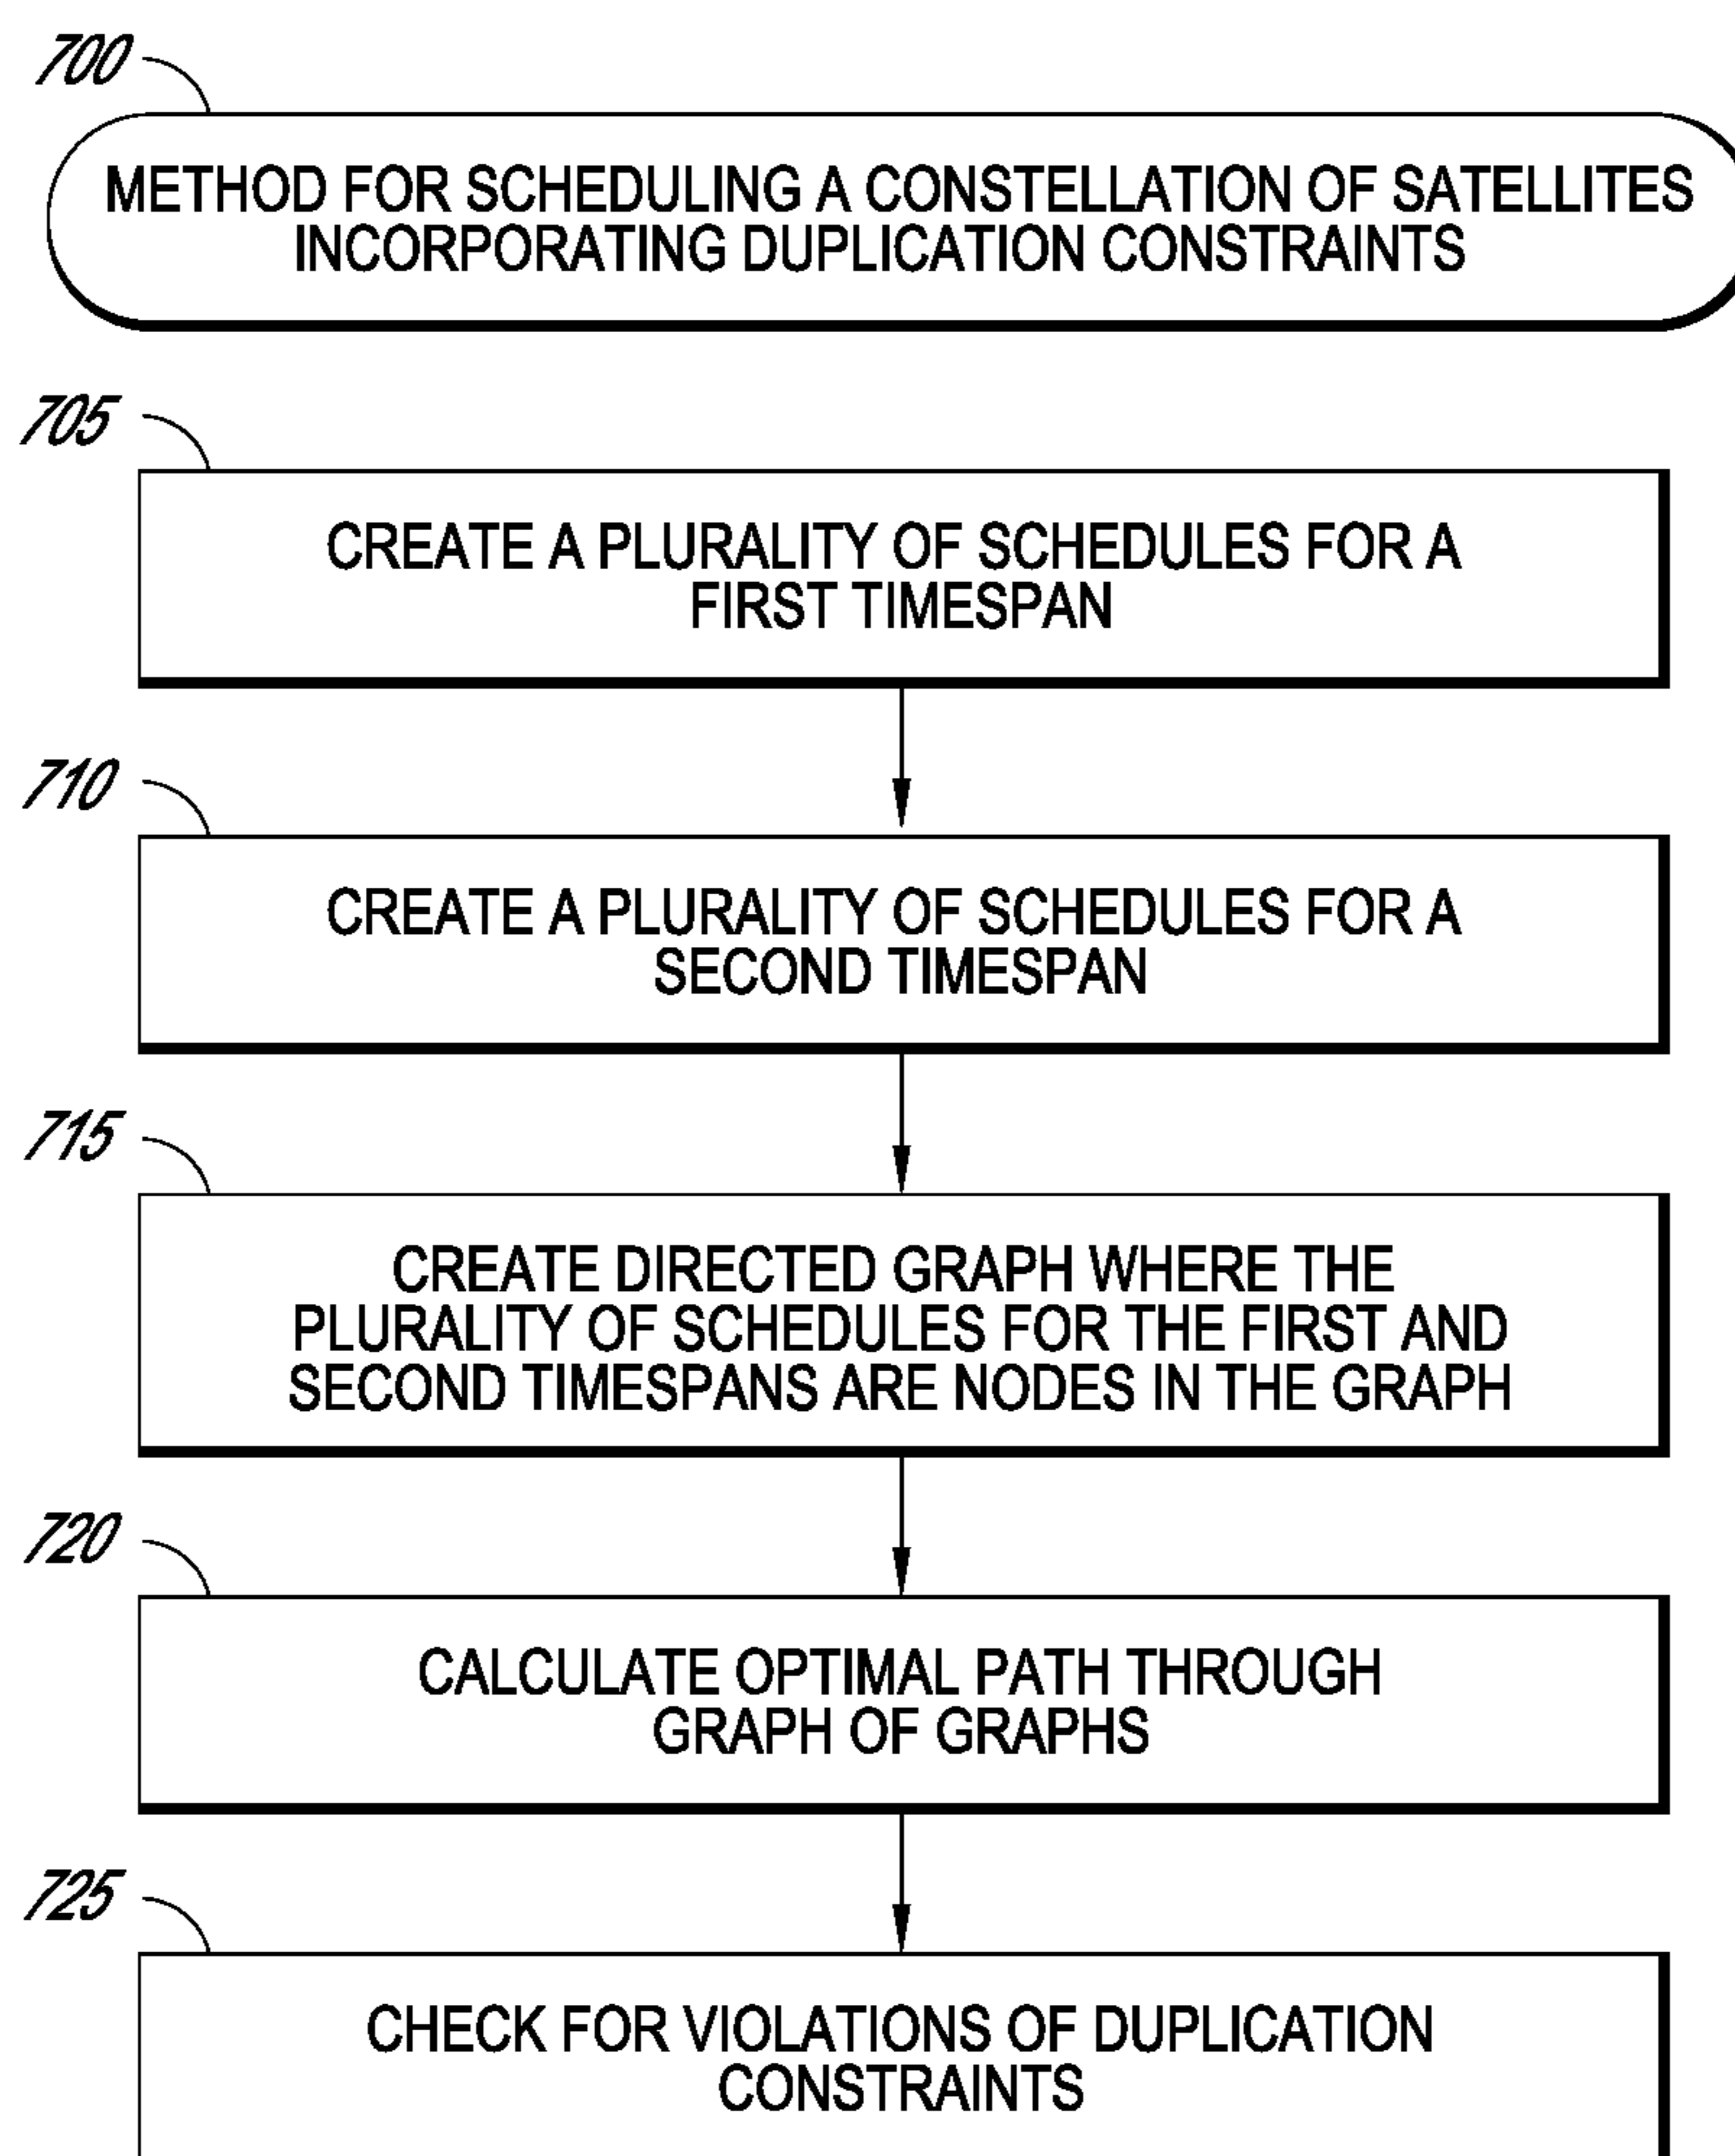 700
METHOD FOR SCHEDULING A CONSTELLATION OF SATELLITES
INCORPORATING DUPLICATION CONSTRAINTS
705
CREATE A PLURALITY OF SCHEDULES FOR A
FIRST TIMESPAN
710
CREATE A PLURALITY OF SCHEDULES FOR A
SECOND TIMESPAN
715
CREATE DIRECTED GRAPH WHERE THE
PLURALITY OF SCHEDULES FOR THE FIRST AND
SECOND TIMESPANS ARE NODES IN THE GRAPH
720
CALCULATE OPTIMAL PATH THROUGH
GRAPH OF GRAPHS
725
CHECK FOR VIOLATIONS OF DUPLICATION
CONSTRAINTS